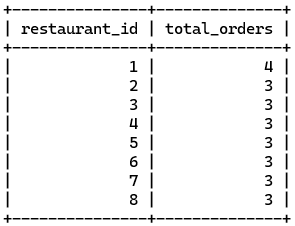 +---------------+--------------+
| restaurant_id | total_orders |
+---------------+--------------+
|             1 |            4 |
|             2 |            3 |
|             3 |            3 |
|             4 |            3 |
|             5 |            3 |
|             6 |            3 |
|             7 |            3 |
|             8 |            3 |
+---------------+--------------+